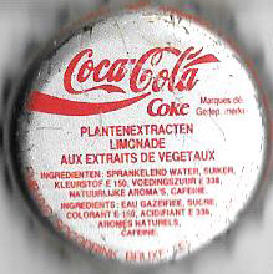 Coca-Cola
Coke
Marques dé
Gedep. merk
PLANTENEXTRACTEN
LIMONADE
AUX EXTRAITS DE VEGETAUX
INGREDIENTEN: SPRANKELEND WATER, SUIKER,
KLEURSTOF E 150, VOEDINGSZUUR E 338,
NATUURLIJKE AROMA'S, CAFEINE.
INGREDIENTS: EAU GAZEIFIEE, SUCRE,
COLORANT E 150, ACIDIFIANT E 338,
AROMES NATURELS,
CAFEINE.